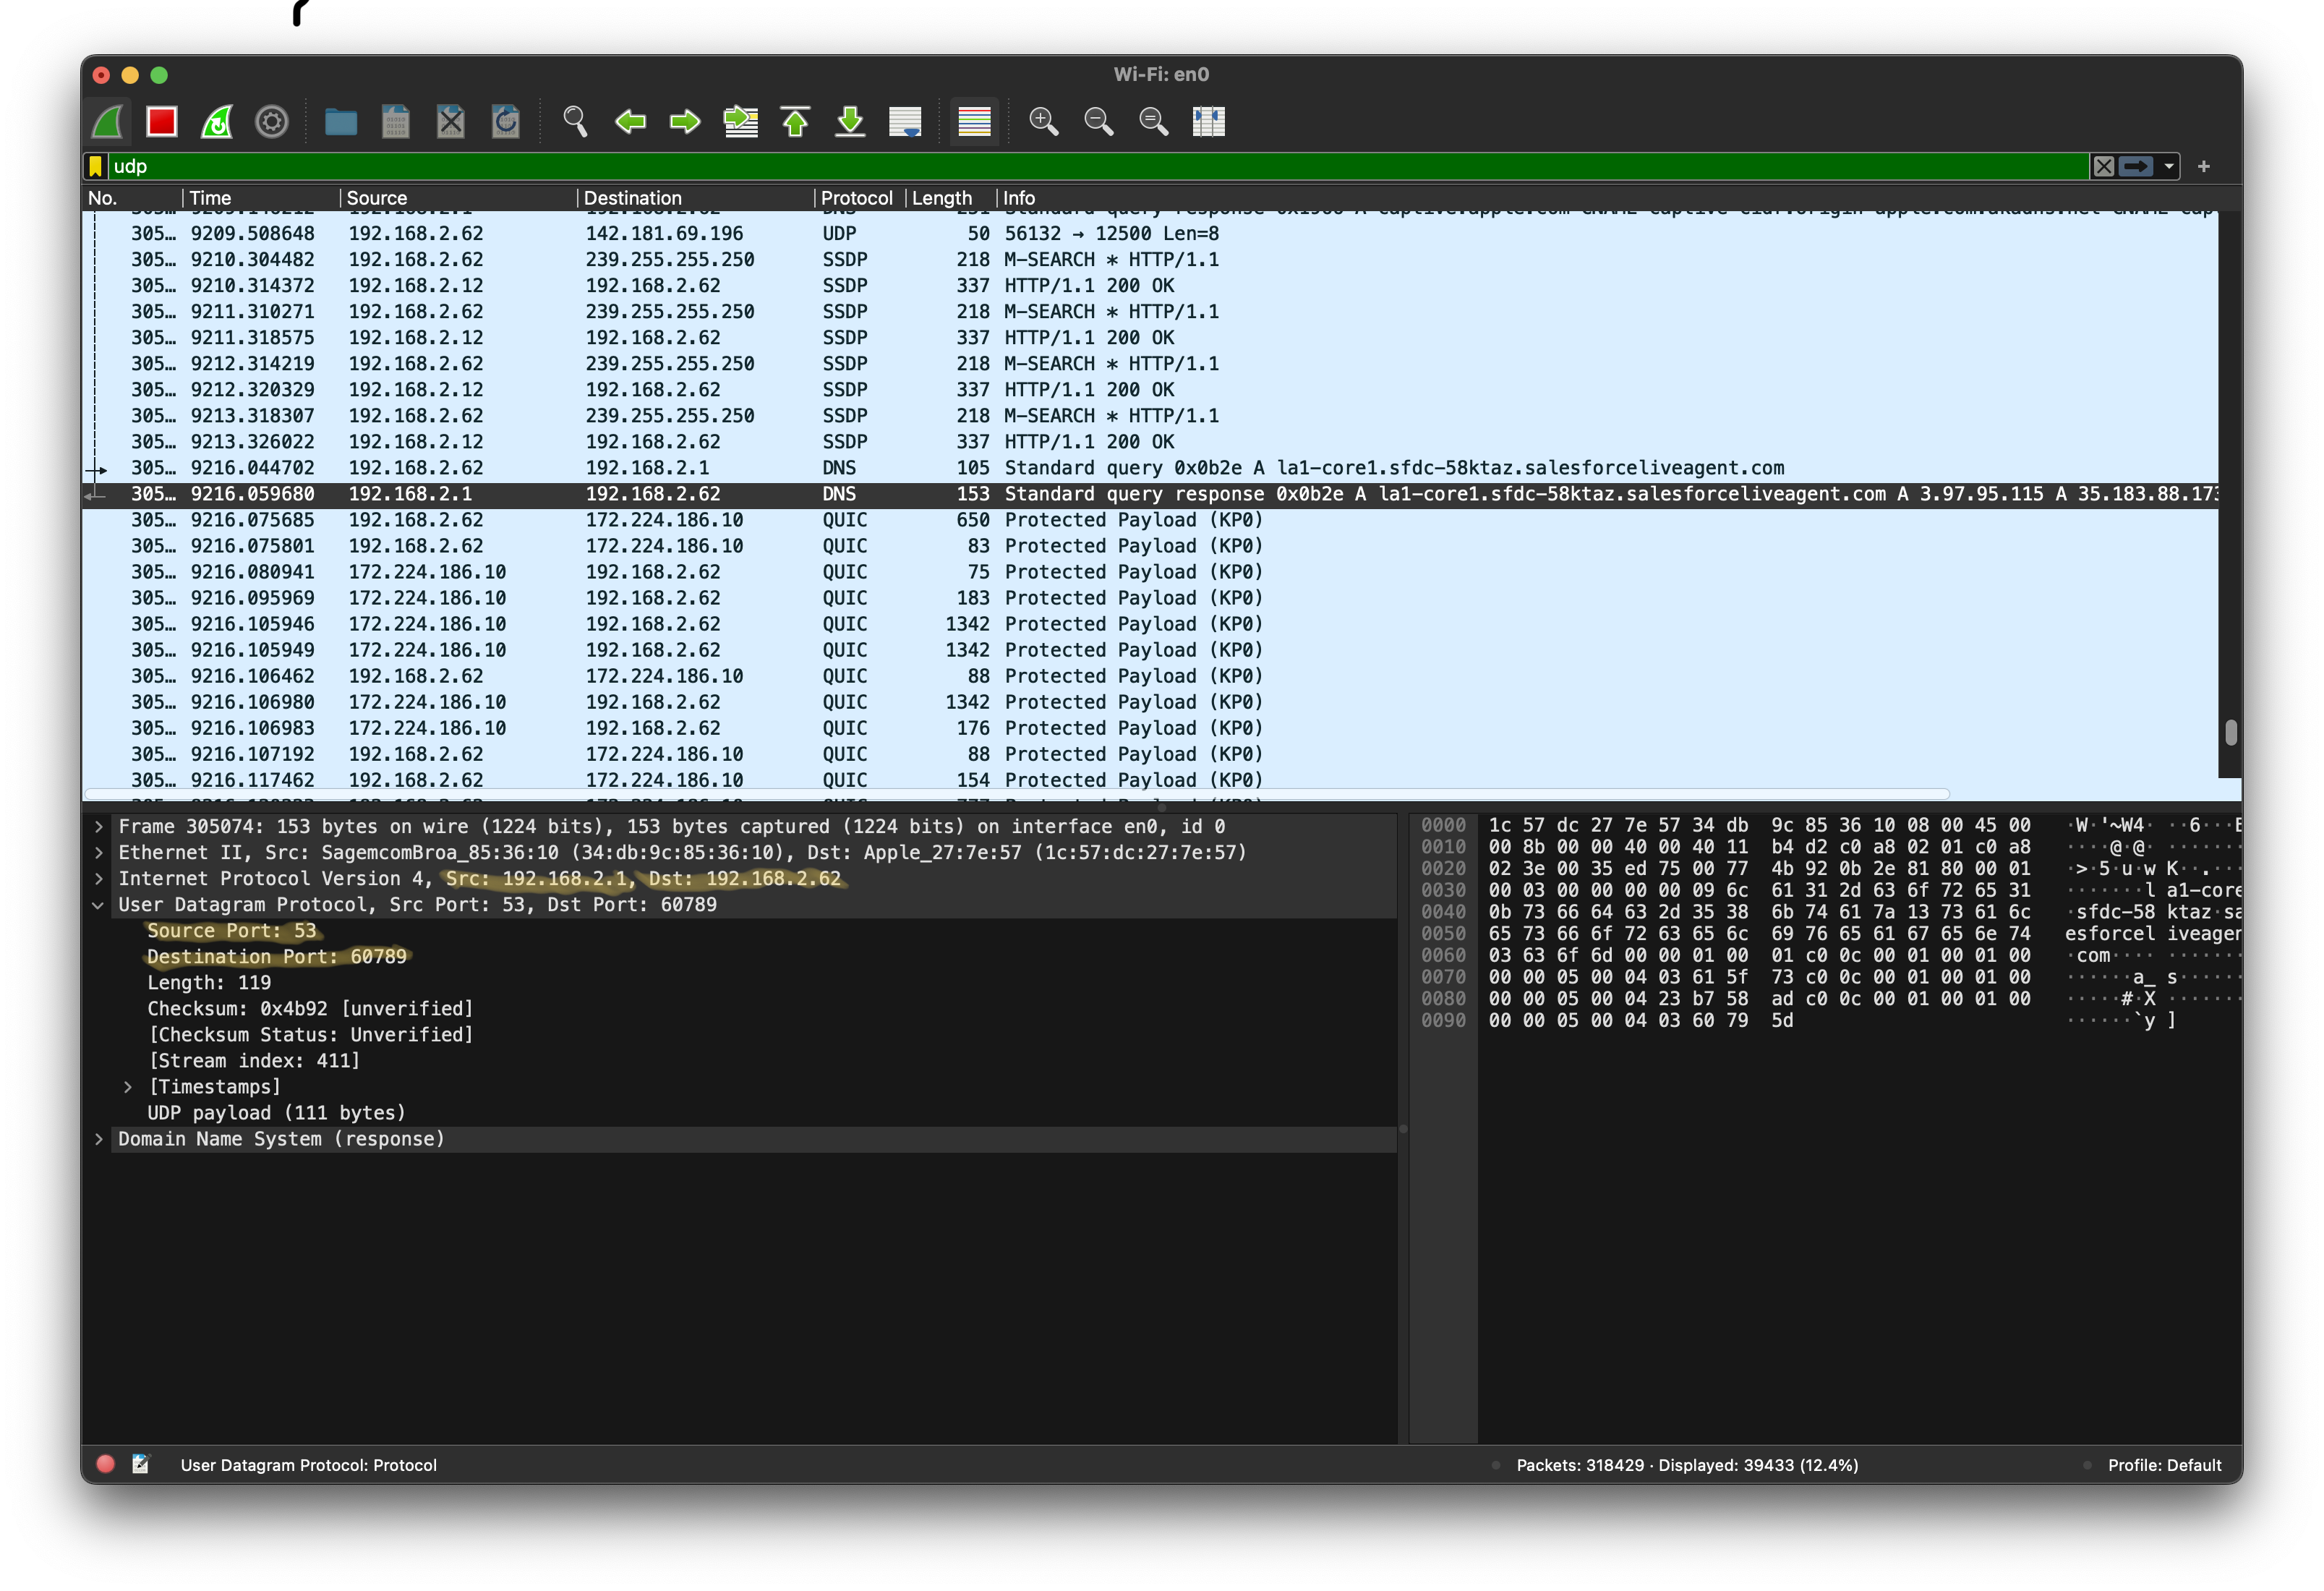 Wi-Fi: en0
udp
No. Time Source Destination Protocol Length Info
305… 9209.508648 192.168.2.62 142.181.69.196 UDP 50 56132 → 12500 Len=8
305… 9210.304482 192.168.2.62 239.255.255.250 SSDP 218 M-SEARCH * HTTP/1.1
305… 9210.314372 192.168.2.12 192.168.2.62 SSDP 337 HTTP/1.1 200 OK
305… 9211.310271 192.168.2.62 239.255.255.250 SSDP 218 M-SEARCH * HTTP/1.1
305… 9211.318575 192.168.2.12 192.168.2.62 SSDP 337 HTTP/1.1 200 OK
305… 9212.314219 192.168.2.62 239.255.255.250 SSDP 218 M-SEARCH * HTTP/1.1
305… 9212.320329 192.168.2.12 192.168.2.62 SSDP 337 HTTP/1.1 200 OK
305… 9213.318307 192.168.2.62 239.255.255.250 SSDP 218 M-SEARCH * HTTP/1.1
305… 9213.326022 192.168.2.12 192.168.2.62 SSDP 337 HTTP/1.1 200 OK
305… 9216.044702 192.168.2.62 192.168.2.1 DNS 105 Standard query 0x0b2e A la1-core1.sfdc-58ktaz.salesforceliveagent.com
305… 9216.059680 192.168.2.1 192.168.2.62 DNS 153 Standard query response 0x0b2e A la1-core1.sfdc-58ktaz.salesforceliveagent.com A 3.97.95.115 A 35.183.88.173
305… 9216.075685 192.168.2.62 172.224.186.10 QUIC 650 Protected Payload (KP0)
305… 9216.075801 192.168.2.62 172.224.186.10 QUIC 83 Protected Payload (KP0)
305… 9216.080941 172.224.186.10 192.168.2.62 QUIC 75 Protected Payload (KP0)
305… 9216.095969 172.224.186.10 192.168.2.62 QUIC 183 Protected Payload (KP0)
305… 9216.105946 172.224.186.10 192.168.2.62 QUIC 1342 Protected Payload (KP0)
305… 9216.105949 172.224.186.10 192.168.2.62 QUIC 1342 Protected Payload (KP0)
305… 9216.106462 192.168.2.62 172.224.186.10 QUIC 88 Protected Payload (KP0)
305… 9216.106980 172.224.186.10 192.168.2.62 QUIC 1342 Protected Payload (KP0)
305… 9216.106983 172.224.186.10 192.168.2.62 QUIC 176 Protected Payload (KP0)
305… 9216.107192 192.168.2.62 172.224.186.10 QUIC 88 Protected Payload (KP0)
305… 9216.117462 192.168.2.62 172.224.186.10 QUIC 154 Protected Payload (KP0)
Frame 305074: 153 bytes on wire (1224 bits), 153 bytes captured (1224 bits) on interface en0, id 0
Ethernet II, Src: SagemcomBroa_85:36:10 (34:db:9c:85:36:10), Dst: Apple_27:7e:57 (1c:57:dc:27:7e:57)
Internet Protocol Version 4, Src: 192.168.2.1, Dst: 192.168.2.62
User Datagram Protocol, Src Port: 53, Dst Port: 60789
Source Port: 53
Destination Port: 60789
Length: 119
Checksum: 0x4b92 [unverified]
[Checksum Status: Unverified]
[Stream index: 411]
[Timestamps]
UDP payload (111 bytes)
Domain Name System (response)
0000 1c 57 dc 27 7e 57 34 db 9c 85 36 10 08 00 45 00 ·W·'~W4· ··6···E
0010 00 8b 00 00 40 00 40 11 b4 d2 c0 a8 02 01 c0 a8 ····@·@· ·······
0020 02 3e 00 35 ed 75 00 77 4b 92 0b 2e 81 80 00 01 ·>·5·u·w K··.···
0030 00 03 00 00 00 00 09 6c 61 31 2d 63 6f 72 65 31 ·······l a1-core
0040 0b 73 66 64 63 2d 35 38 6b 74 61 7a 13 73 61 6c ·sfdc-58 ktaz·sa
0050 65 73 66 6f 72 63 65 6c 69 76 65 61 67 65 6e 74 esforcel iveagen
0060 03 63 6f 6d 00 00 01 00 01 c0 0c 00 01 00 01 00 ·com···· ·······
0070 00 00 05 00 04 03 61 5f 73 c0 0c 00 01 00 01 00 ······a_ s······
0080 00 00 05 00 04 23 b7 58 ad c0 0c 00 01 00 01 00 ·····#·X ·······
0090 00 00 05 00 04 03 60 79 5d ······`y ]
User Datagram Protocol: Protocol
Packets: 318429 · Displayed: 39433 (12.4%)
Profile: Default